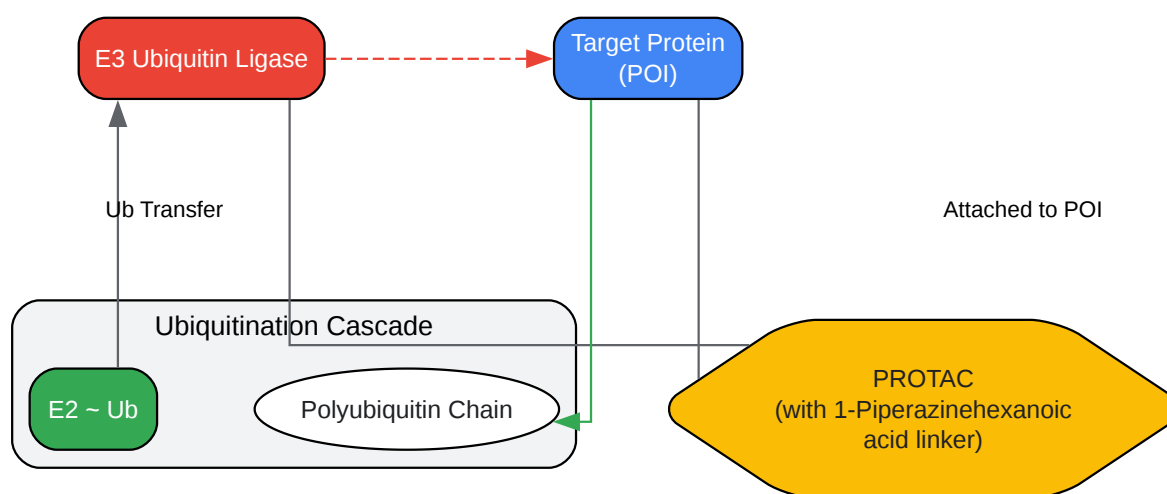 E3 Ubiquitin Ligase
Target Protein
(POI)
Ub Transfer
Attached to POI
Ubiquitination Cascade
E2 ~ Ub
Polyubiquitin Chain
PROTAC
(with 1-Piperazinehexanoic
acid linker)